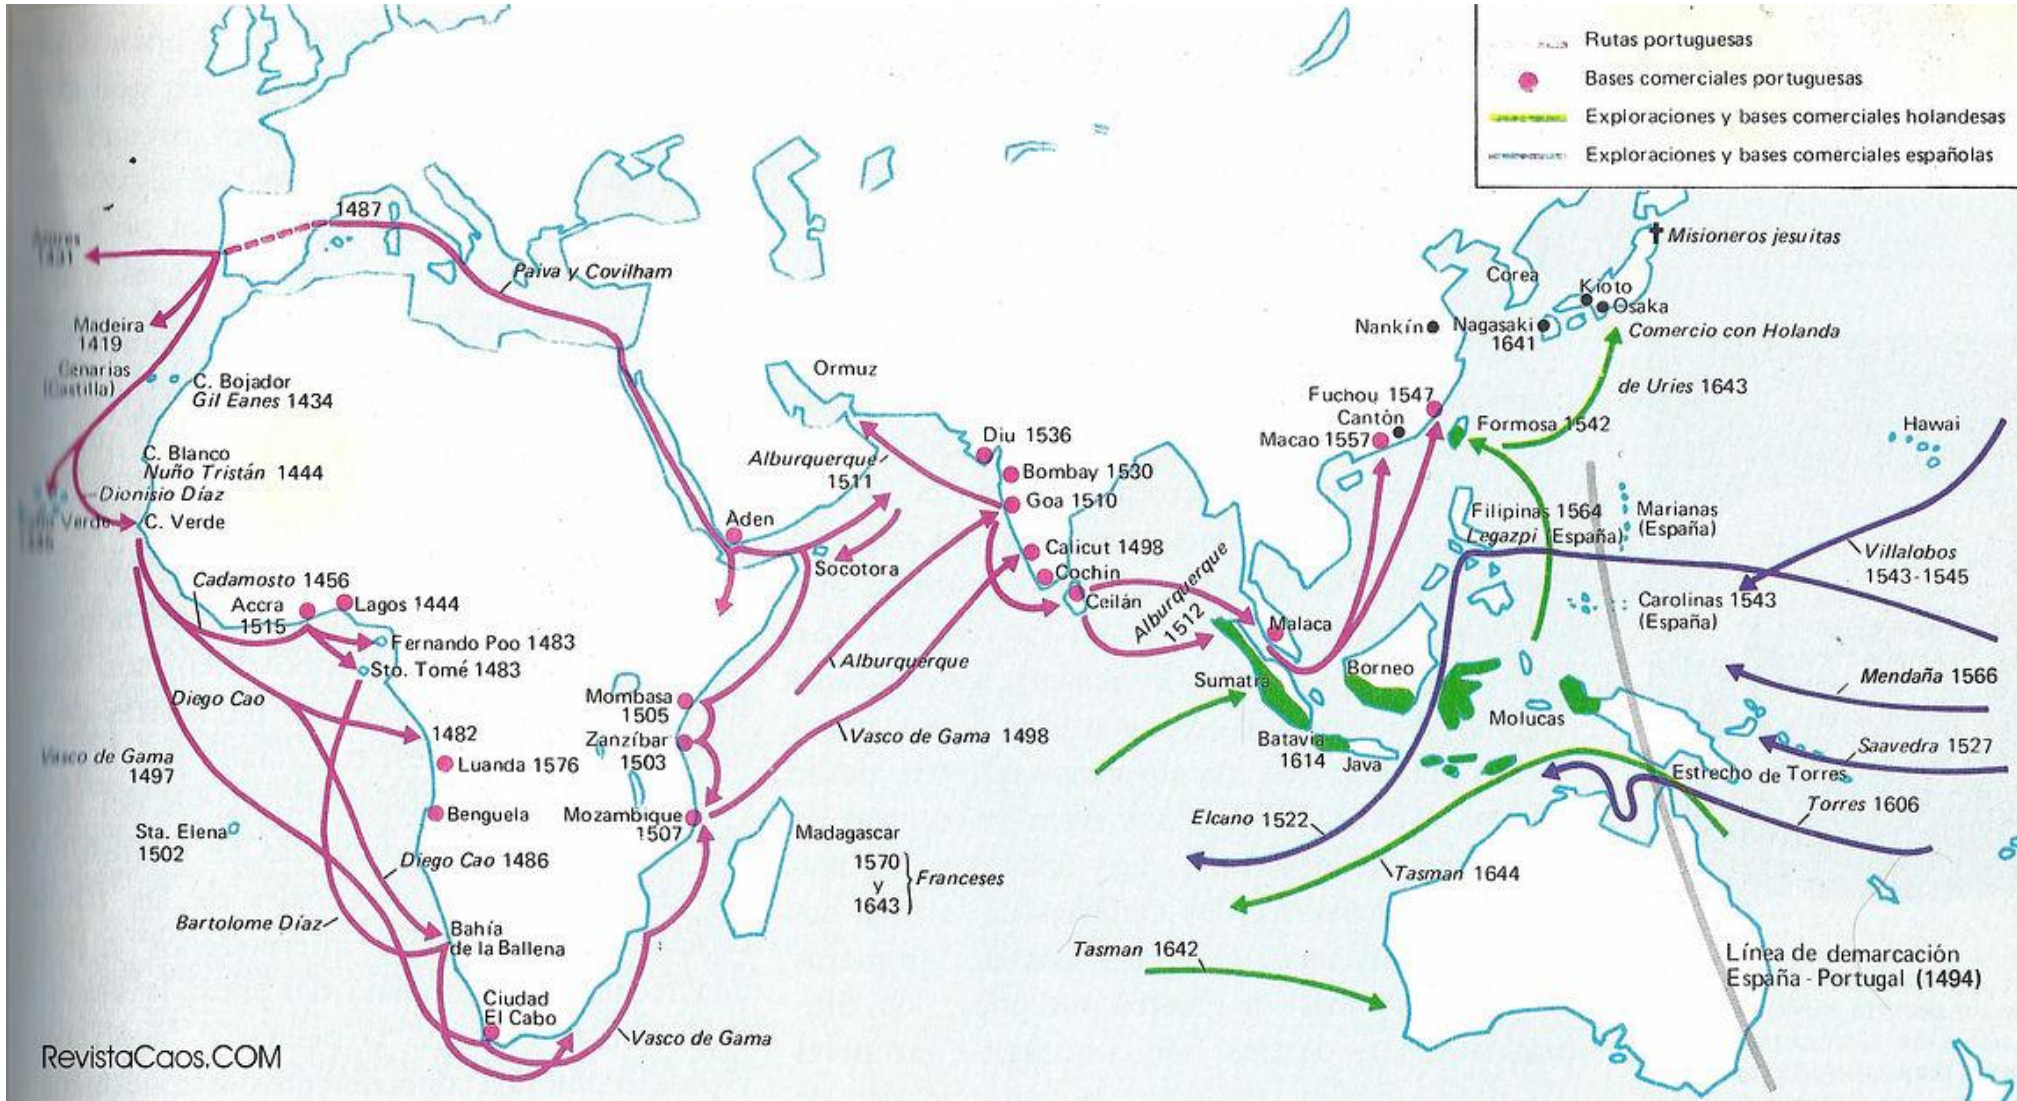 Rutas portuguesas
Bases comerciales portuguesas
Exploraciones y bases comerciales holandesas
Exploraciones y bases comerciales españolas
1487
Paiva y Covilham
Madeira
1419
(Castilla)
C. Bojador
Gil Eanes 1434
C. Blanco
Nuño Tristán 1444
Dionisio Díaz
Verde
C. Verde
Cadamosto 1456
Accra
1515
Lagos 1444
Fernando Poo 1483
Sto. Tomé 1483
Diego Cao
1482
Vasco de Gama
1497
Luanda 1576
Benguela
Sta. Elena
1502
Diego Cao 1486
Bartolome Díaz
Bahía
de la Ballena
Ciudad
El Cabo
Vasco de Gama
Ormuz
Alburquerque
1511
Aden
Socotora
Mombasa
1505
Zanzíbar
1503
Mozambique
1507
Madagascar
1570
y
1643
Franceses
Alburquerque
Vasco de Gama 1498
Diu 1536
Bombay 1530
Goa 1510
Calicut 1498
Cochin
Ceilán
Alburquerque
1512
Malaca
Sumatra
Borneo
Batavia
1614
Java
Molucas
Elcano 1522
Tasman 1644
Tasman 1642
Corea
Misioneros jesuitas
Kioto
Osaka
Nankín
Nagasaki
1641
Comercio con Holanda
de Uries 1643
Fuchou 1547
Cantón
Macao 1557
Formosa 1542
Hawai
Filipinas 1564
Legazpi (España)
Marianas
(España)
Villalobos
1543-1545
Carolinas 1543
(España)
Mendaña 1566
Saavedra 1527
Estrecho de Torres
Torres 1606
Línea de demarcación
España - Portugal (1494)
RevistaCaos.COM